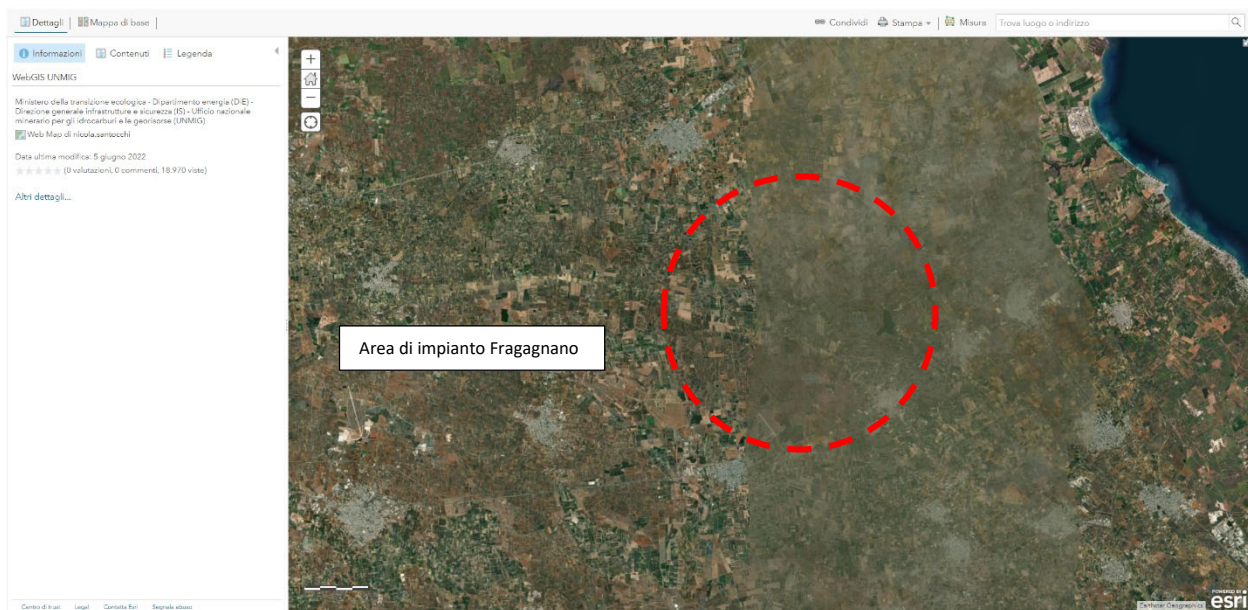 Dettagli
Mappa di base
Condividi
Stampa
Misura
Trova luogo o indirizzo
Informazioni
Contenuti
Legenda
WebGIS UNMIG
Ministero della transizione ecologica - Dipartimento energia (DiE) -
Direzione generale infrastrutture e sicurezza (IS) - Ufficio nazionale
minerario per gli idrocarburi e le georisorse (UNMIG)
Web Map di nicola.santocchi
Data ultima modifica: 5 giugno 2022
(0 valutazioni, 0 commenti, 18.970 viste)
Altri dettagli...
Area di impianto Fragagnano
Centro di trust Legal Contatta Esri Segnala abuso
Earthstar Geographics
POWERED BY
esri